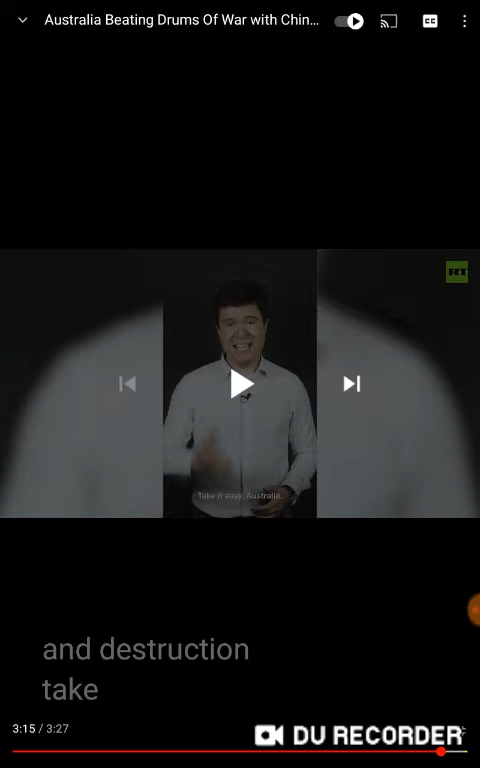 Australia Beating Drums Of War with Chin...
CC
RT
Take it easy, Australia.
and destruction
take
3:15 / 3:27
DU RECORDER